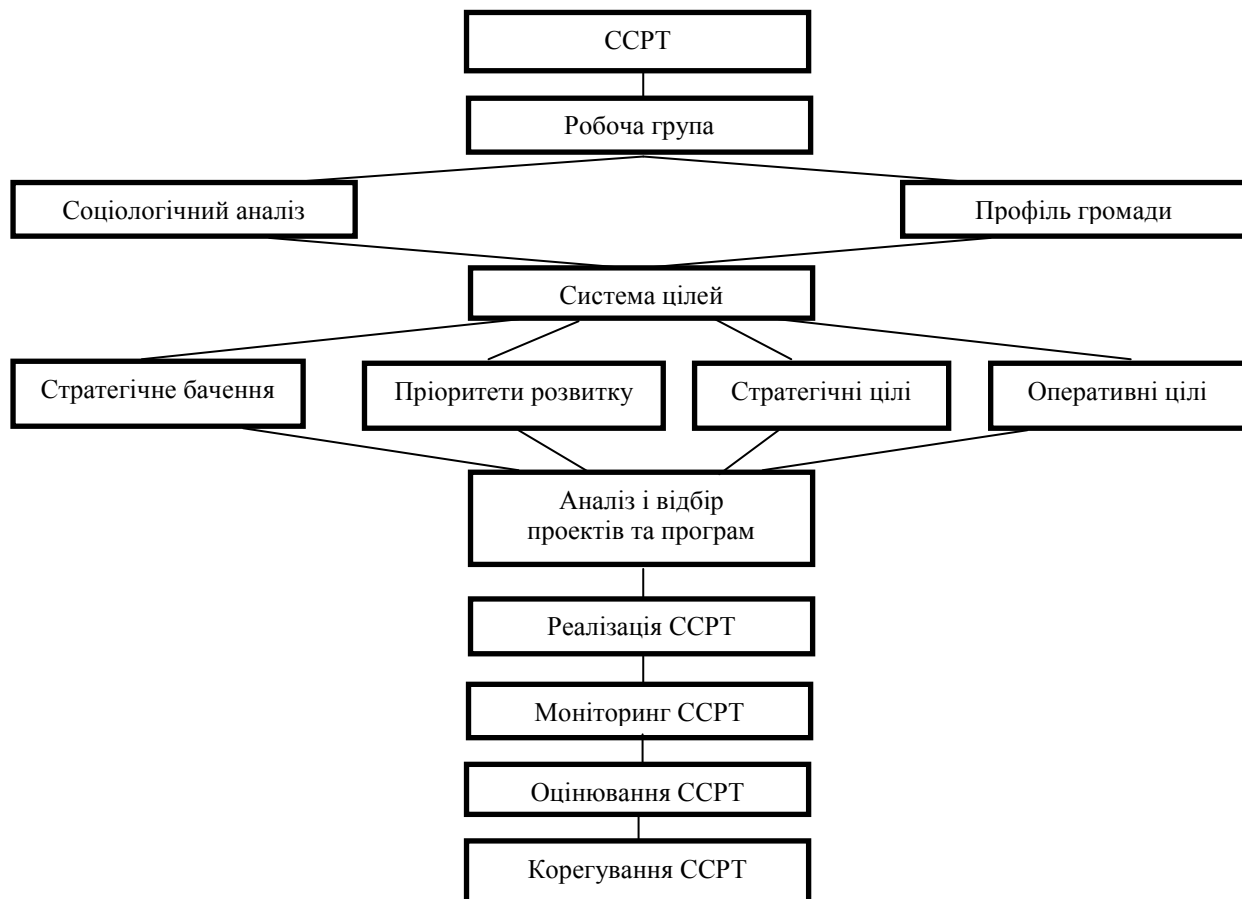 ССРТ
Робоча група
Соціологічний аналіз
Профіль громади
Система цілей
Стратегічне бачення
Пріоритети розвитку
Стратегічні цілі
Оперативні цілі
Аналіз і відбір
проектів та програм
Реалізація ССРТ
Моніторинг ССРТ
Оцінювання ССРТ
Корегування ССРТ